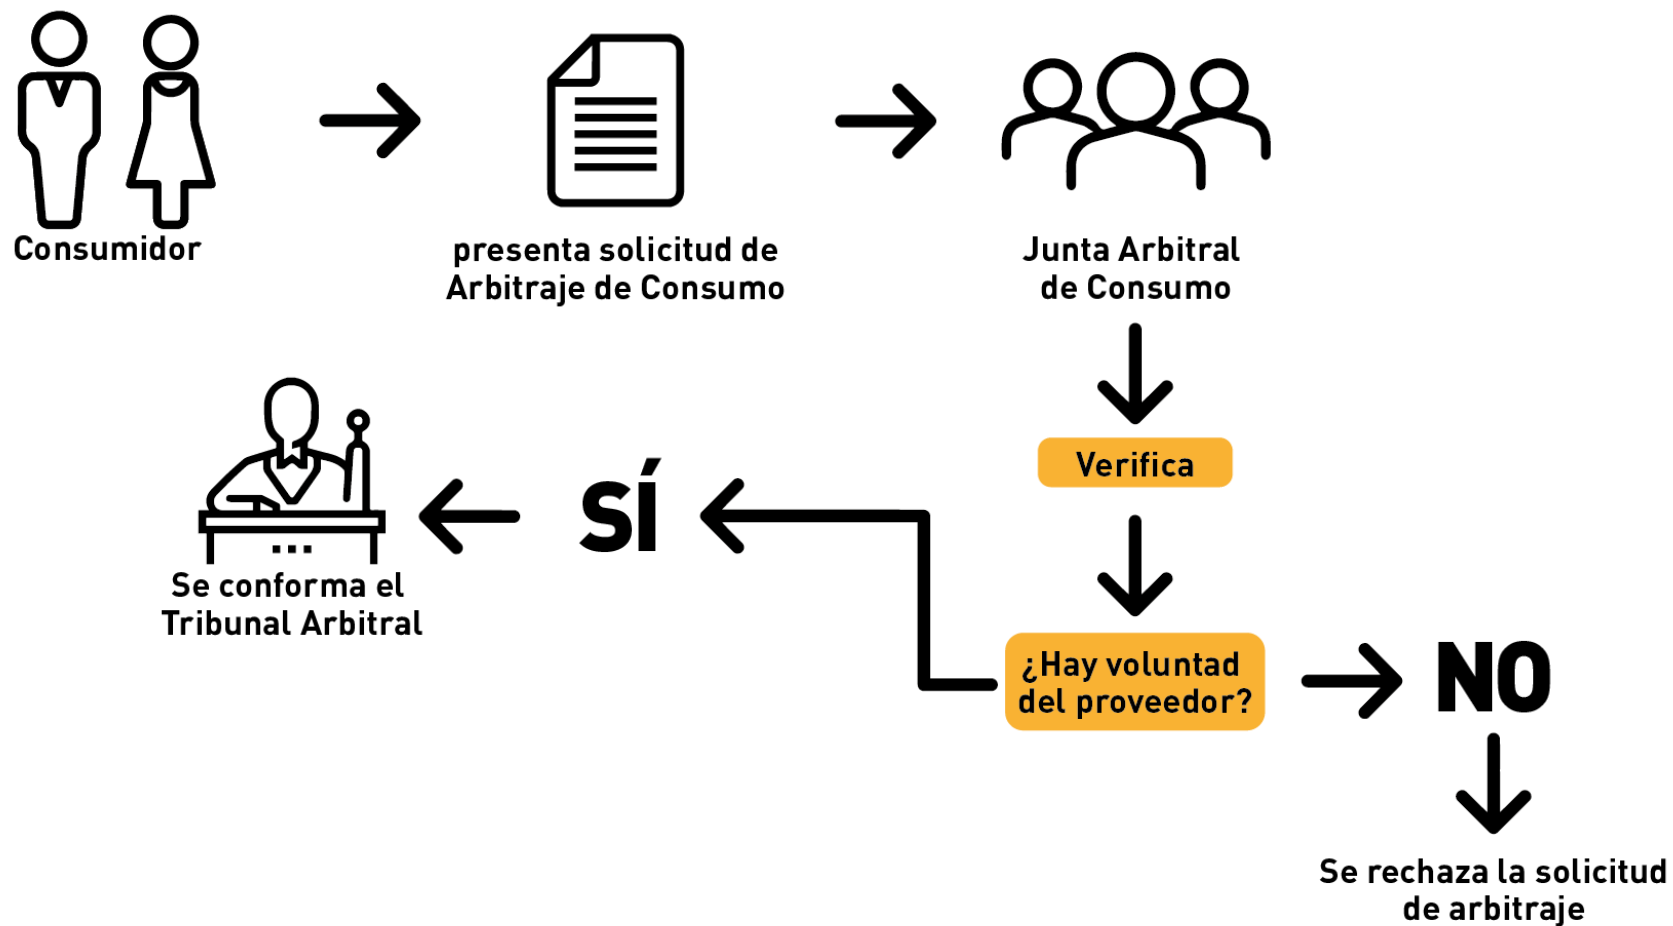 Consumidor
presenta solicitud de
Arbitraje de Consumo
Junta Arbitral
de Consumo
Verifica
¿Hay voluntad
del proveedor?
SÍ
Se conforma el
Tribunal Arbitral
NO
Se rechaza la solicitud
de arbitraje